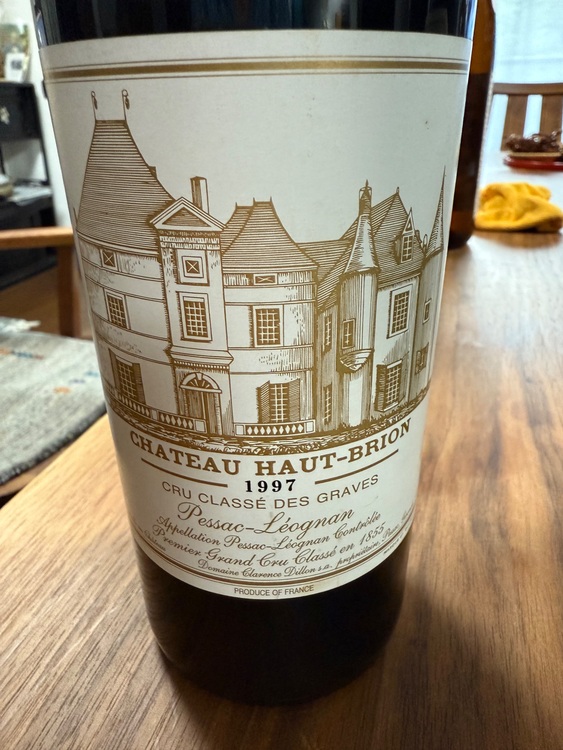 CHATEAU HAUT-BRION
1997
CRU CLASSÉ DES GRAVES
Pessac-Léognan
Appellation Pessac-Léognan Contrôlée
Premier Grand Cru Classé en 1855
Domaine Clarence Dillon s.a. propriétaire,
PRODUCE OF FRANCE